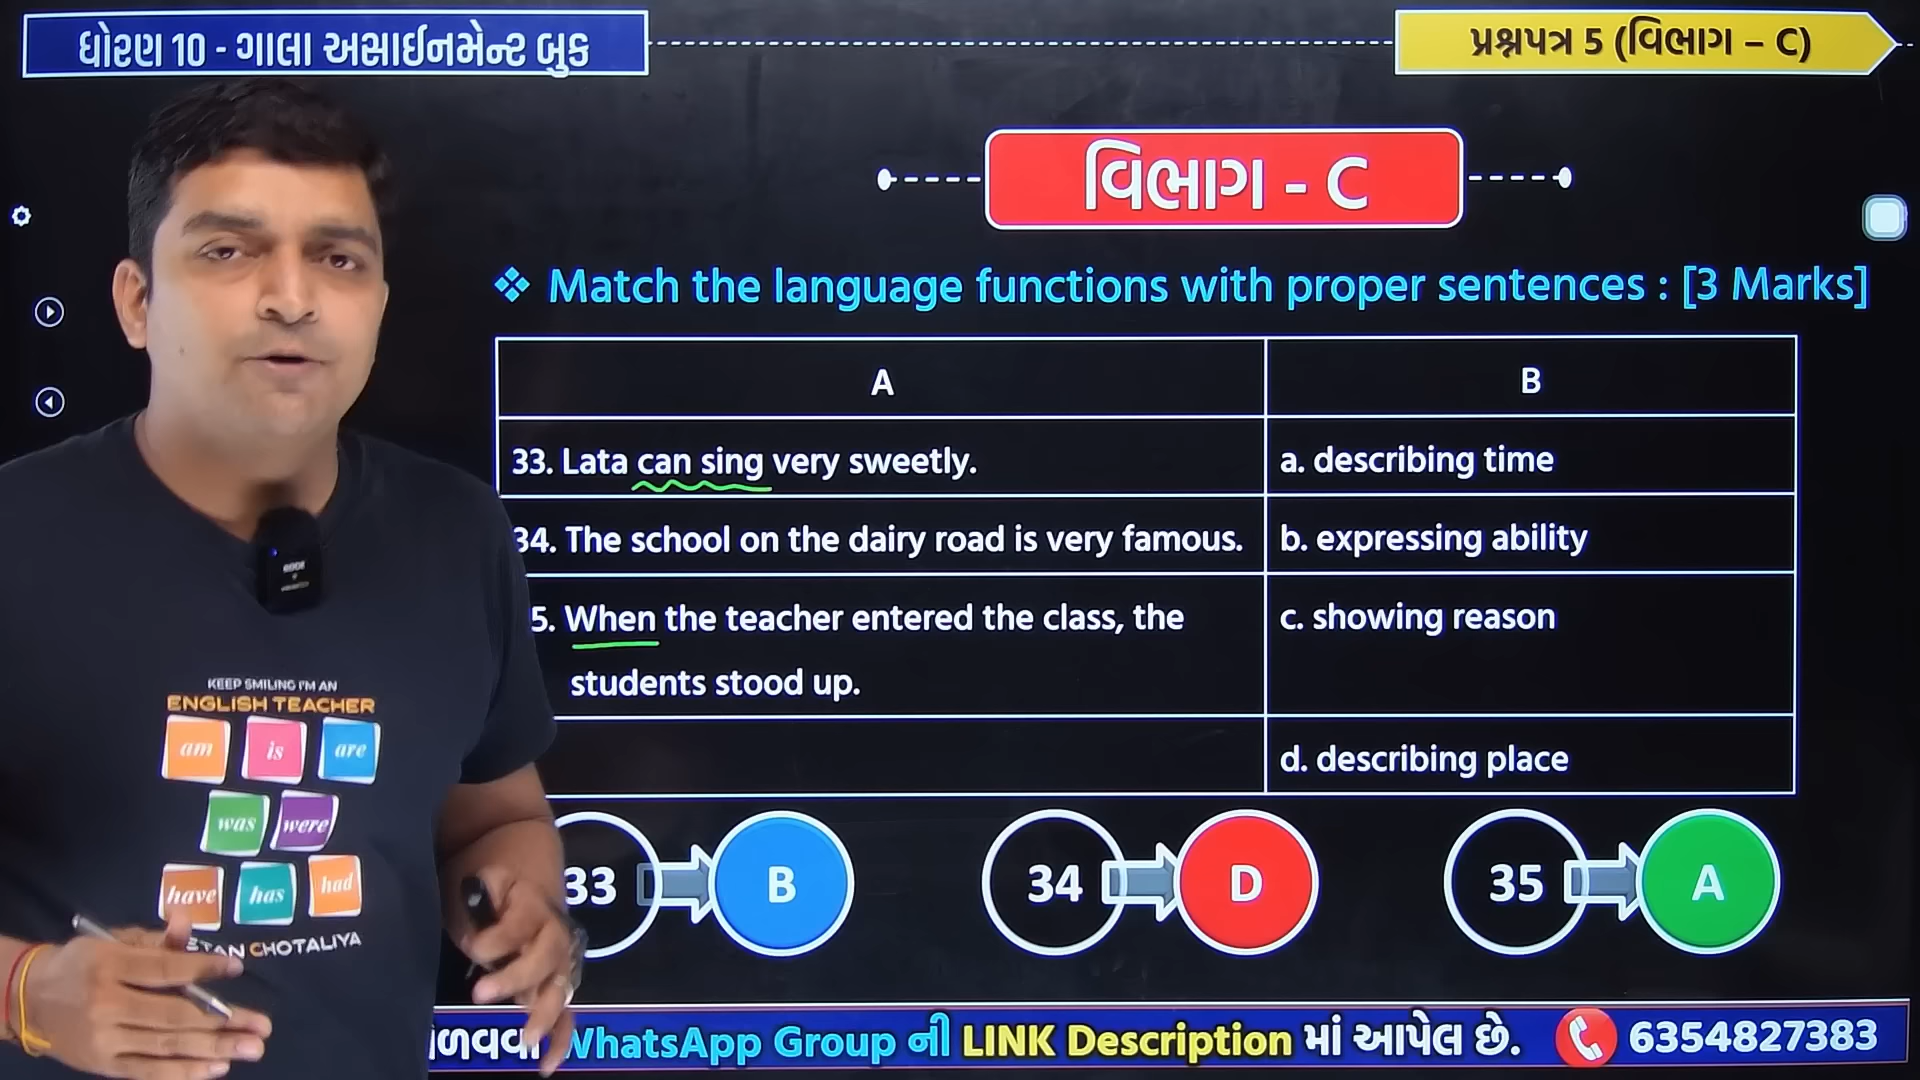 ધોરણ 10 - ગાલા અસાઈનમેન્ટ બુક
પ્રશ્નપત્ર 5 (વિભાગ – C)
વિભાગ - C
❖ Match the language functions with proper sentences : [3 Marks]
A
B
33. Lata can sing very sweetly.
a. describing time
34. The school on the dairy road is very famous.
b. expressing ability
5. When the teacher entered the class, the
students stood up.
c. showing reason
d. describing place
33 B
34 D
35 A
KEEP SMILING I'M AN
ENGLISH TEACHER
am is are
was were
have has had
CHOTALIYA
WhatsApp Group ની LINK Description માં આપેલ છે.
6354827383